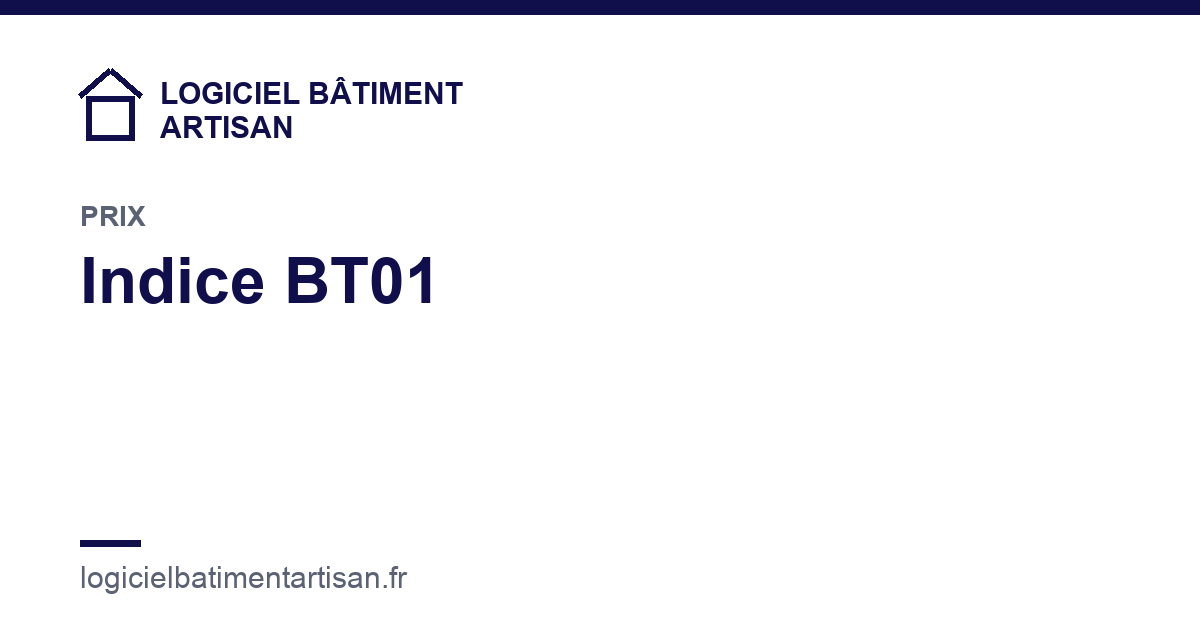 LOGICIEL BÂTIMENT
ARTISAN
PRIX
Indice BT01
logicielbatimentartisan.fr